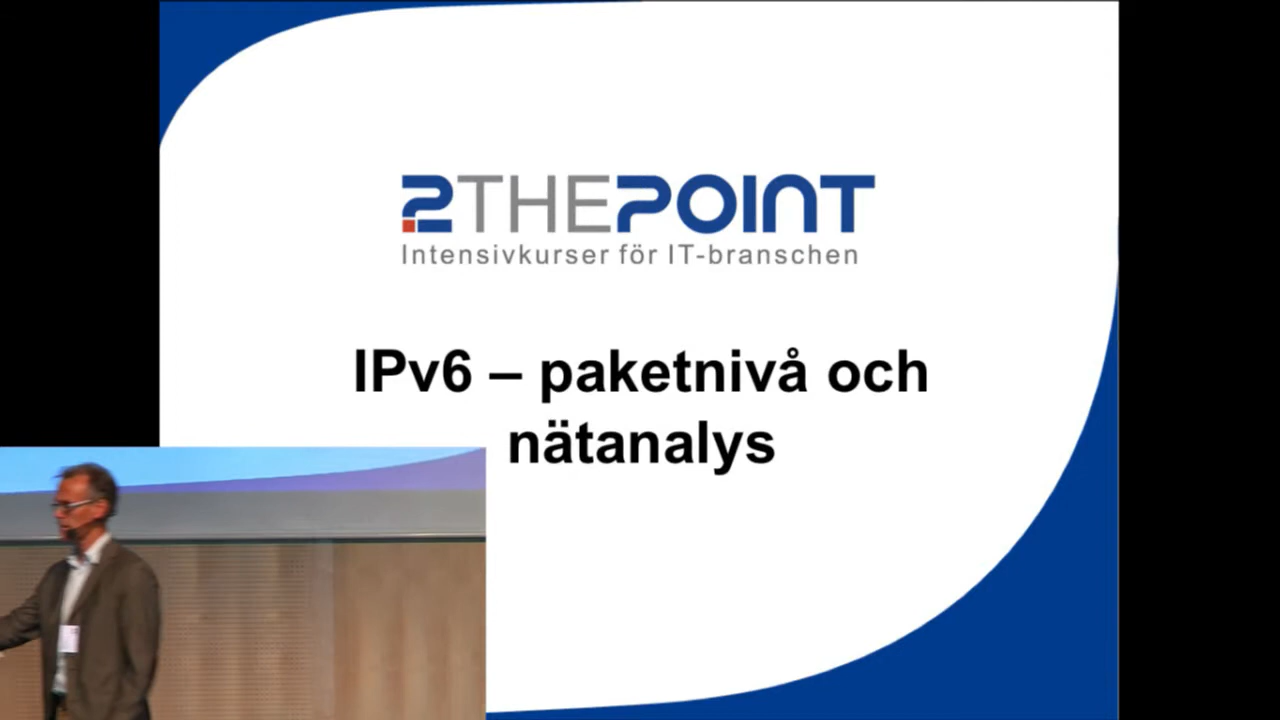 2THEPOINT
Intensivkurser för IT-branschen
IPv6 – paketnivå och
nätanalys